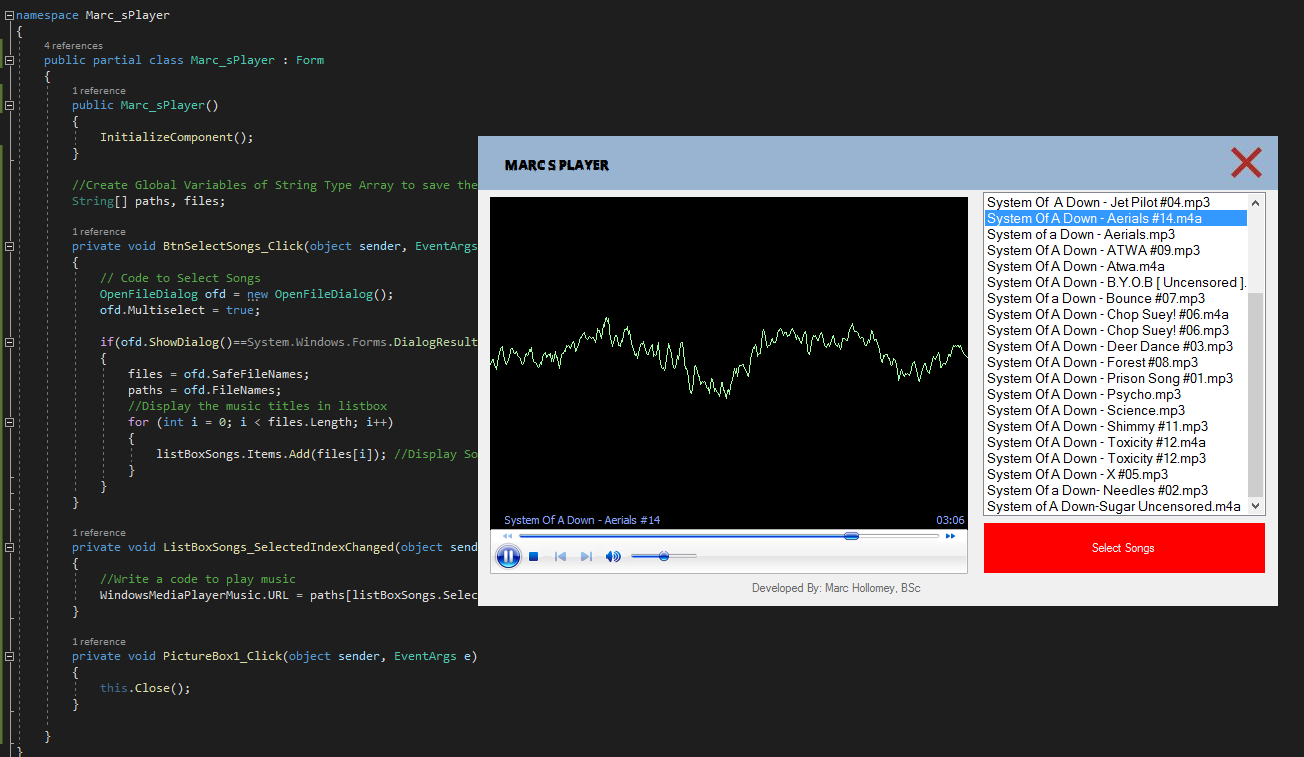 namespace Marc_sPlayer
{
4 references
public partial class Marc_sPlayer : Form
{
1 reference
public Marc_sPlayer()
{
InitializeComponent();
}
//Create Global Variables of String Type Array to save the
String[] paths, files;
1 reference
private void BtnSelectSongs_Click(object sender, EventArgs
{
// Code to Select Songs
OpenFileDialog ofd = new OpenFileDialog();
ofd.Multiselect = true;
if(ofd.ShowDialog()==System.Windows.Forms.DialogResult
{
files = ofd.SafeFileNames;
paths = ofd.FileNames;
//Display the music titles in listbox
for (int i = 0; i < files.Length; i++)
{
listBoxSongs.Items.Add(files[i]); //Display So
}
}
}
1 reference
private void ListBoxSongs_SelectedIndexChanged(object send
{
//Write a code to play music
WindowsMediaPlayerMusic.URL = paths[listBoxSongs.Selec
}
1 reference
private void PictureBox1_Click(object sender, EventArgs e)
{
this.Close();
}
}
}
MARC S PLAYER
System Of A Down - Aerials #14
03:06
System Of A Down - Jet Pilot #04.mp3
System Of A Down - Aerials #14.m4a
System of a Down - Aerials.mp3
System Of A Down - ATWA #09.mp3
System Of A Down - Atwa.m4a
System Of A Down - B.Y.O.B [ Uncensored ].
System Of a Down - Bounce #07.mp3
System Of A Down - Chop Suey! #06.m4a
System Of A Down - Chop Suey! #06.mp3
System Of A Down - Deer Dance #03.mp3
System Of A Down - Forest #08.mp3
System Of A Down - Prison Song #01.mp3
System Of A Down - Psycho.mp3
System Of A Down - Science.mp3
System Of A Down - Shimmy #11.mp3
System Of A Down - Toxicity #12.m4a
System Of A Down - Toxicity #12.mp3
System Of A Down - X #05.mp3
System Of a Down- Needles #02.mp3
System of A Down-Sugar Uncensored.m4a
Select Songs
Developed By: Marc Hollomey, BSc